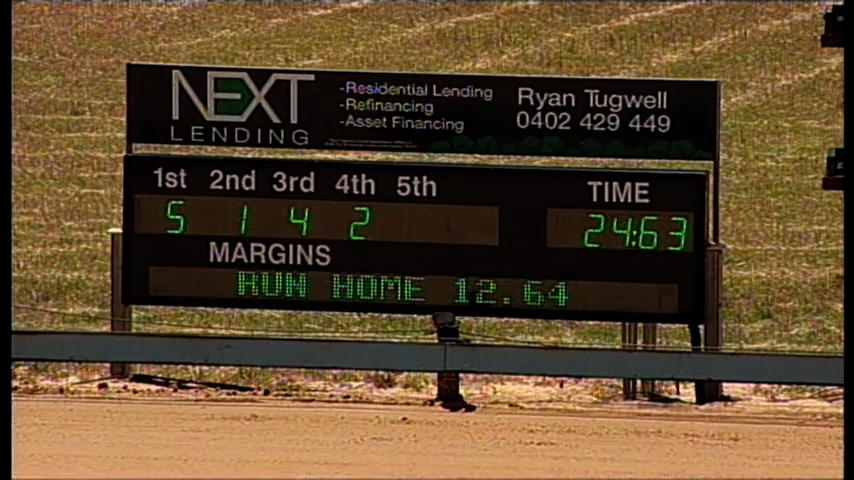 NEXT
LENDING
-Residential Lending
-Refinancing
-Asset Financing
Ryan Tugwell
0402 429 449
1st 2nd 3rd 4th 5th TIME
5 1 4 2 24:63
MARGINS
RUN HOME 12.64